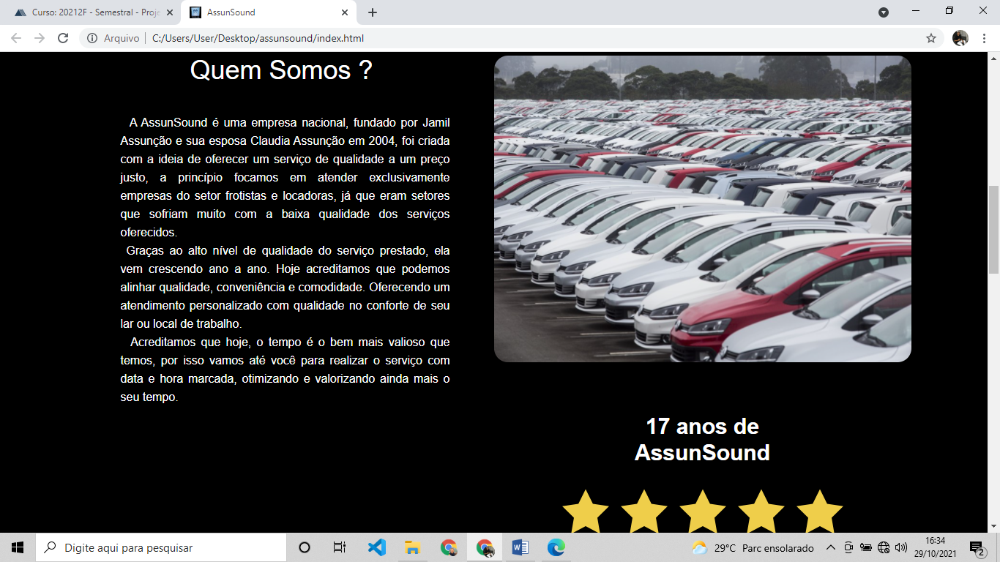 Curso: 20212F - Semestral - Proje
AssunSound
Arquivo
C:/Users/User/Desktop/assunsound/index.html
Quem Somos ?
A AssunSound é uma empresa nacional, fundado por Jamil
Assunção e sua esposa Claudia Assunção em 2004, foi criada
com a ideia de oferecer um serviço de qualidade a um preço
justo, a princípio focamos em atender exclusivamente
empresas do setor frotistas e locadoras, já que eram setores
que sofriam muito com a baixa qualidade dos serviços
oferecidos.
Graças ao alto nível de qualidade do serviço prestado, ela
vem crescendo ano a ano. Hoje acreditamos que podemos
alinhar qualidade, conveniência e comodidade. Oferecendo um
atendimento personalizado com qualidade no conforte de seu
lar ou local de trabalho.
Acreditamos que hoje, o tempo é o bem mais valioso que
temos, por isso vamos até você para realizar o serviço com
data e hora marcada, otimizando e valorizando ainda mais o
seu tempo.
17 anos de
AssunSound
Digite aqui para pesquisar
29°C Parc ensolarado
16:34
29/10/2021
2